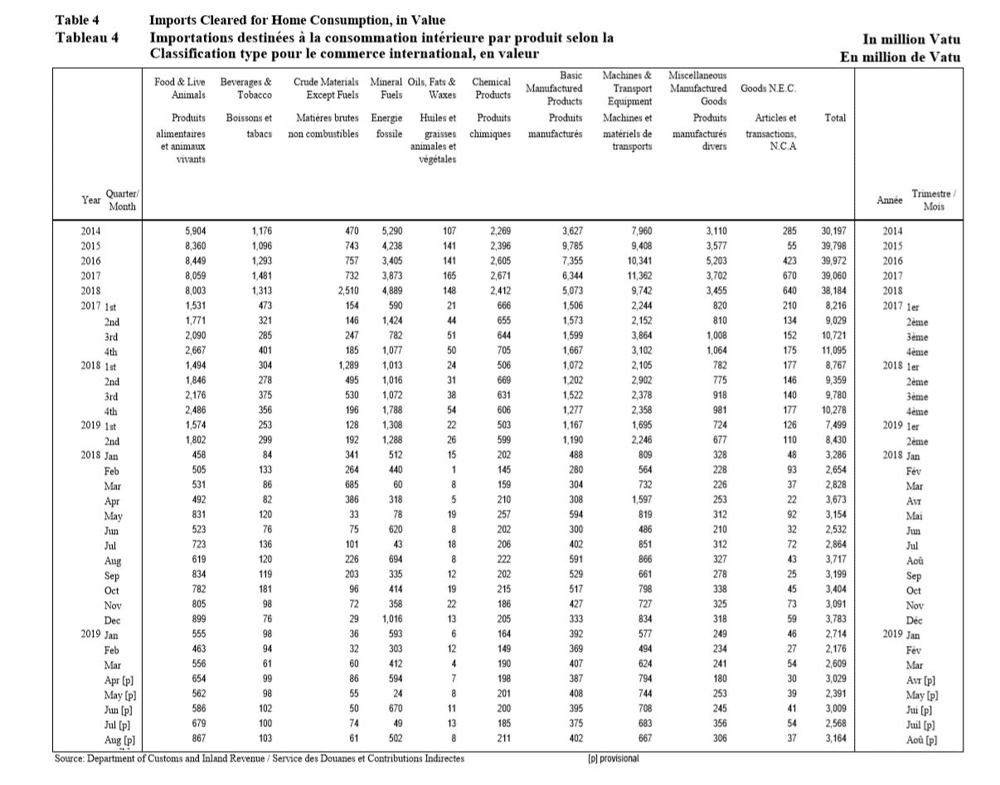 Table 4 Imports Cleared for Home Consumption, in Value
Tableau 4 Importations destinées à la consommation intérieure par produit selon la
Classification type pour le commerce international, en valeur
In million Vatu
En million de Vatu
Year Quarter/ Month Food & Live Animals Beverages & Tobacco Crude Materials Except Fuels Mineral Fuels Oils, Fats & Waxes Chemical Products Basic Manufactured Products Machines & Transport Equipment Miscellaneous Manufactured Goods Goods N.E.C. Total Année Trimestre / Mois
Produits alimentaires et animaux vivants Boissons et tabacs Matières brutes non combustibles Energie fossile Huiles et graisses animales et végétales Produits chimiques Produits manufacturés Machines et matériels de transports Produits manufacturés divers Articles et transactions, N.C.A
2014 5,904 1,176 470 5,290 107 2,269 3,627 7,960 3,110 285 30,197 2014
2015 8,360 1,096 743 4,238 141 2,396 9,785 9,408 3,577 55 39,798 2015
2016 8,449 1,293 757 3,405 141 2,605 7,355 10,341 5,203 423 39,972 2016
2017 8,059 1,481 732 3,873 165 2,671 6,344 11,362 3,702 670 39,060 2017
2018 8,003 1,313 2,510 4,889 148 2,412 5,073 9,742 3,455 640 38,184 2018
2017 1st 1,531 473 154 590 21 666 1,506 2,244 820 210 8,216 2017 1er
2nd 1,771 321 146 1,424 44 655 1,573 2,152 810 134 9,029 2ème
3rd 2,090 285 247 782 51 644 1,599 3,864 1,008 152 10,721 3ème
4th 2,667 401 185 1,077 50 705 1,667 3,102 1,064 175 11,095 4ème
2018 1st 1,494 304 1,289 1,013 24 506 1,072 2,105 782 177 8,767 2018 1er
2nd 1,846 278 495 1,016 31 669 1,202 2,902 775 146 9,359 2ème
3rd 2,176 375 530 1,072 38 631 1,522 2,378 918 140 9,780 3ème
4th 2,486 356 196 1,788 54 606 1,277 2,358 981 177 10,278 4ème
2019 1st 1,574 253 128 1,308 22 503 1,167 1,695 724 126 7,499 2019 1er
2nd 1,802 299 192 1,288 26 599 1,190 2,246 677 110 8,430 2ème
2018 Jan 458 84 341 512 15 202 488 809 328 48 3,286 2018 Jan
Feb 505 133 264 440 1 145 280 564 228 93 2,654 Fév
Mar 531 86 685 60 8 159 304 732 226 37 2,828 Mar
Apr 492 82 386 318 5 210 308 1,597 253 22 3,673 Avr
May 831 120 33 78 19 257 594 819 312 92 3,154 Mai
Jun 523 76 75 620 8 202 300 486 210 32 2,532 Jun
Jul 723 136 101 43 18 206 402 851 312 72 2,864 Jul
Aug 619 120 226 694 8 222 591 866 327 43 3,717 Aoû
Sep 834 119 203 335 12 202 529 661 278 25 3,199 Sep
Oct 782 181 96 414 19 215 517 798 338 45 3,404 Oct
Nov 805 98 72 358 22 186 427 727 325 73 3,091 Nov
Dec 899 76 29 1,016 13 205 333 834 318 59 3,783 Déc
2019 Jan 555 98 36 593 6 164 392 577 249 46 2,714 2019 Jan
Feb 463 94 32 303 12 149 369 494 234 27 2,176 Fév
Mar 556 61 60 412 4 190 407 624 241 54 2,609 Mar
Apr [p] 654 99 86 594 7 198 387 794 180 30 3,029 Avr [p]
May [p] 562 98 55 24 8 201 408 744 253 39 2,391 May [p]
Jun [p] 586 102 50 670 11 200 395 708 245 41 3,009 Jui [p]
Jul [p] 679 100 74 49 13 185 375 683 356 54 2,568 Juil [p]
Aug [p] 867 103 61 502 8 211 402 667 306 37 3,164 Aoû [p]
Source: Department of Customs and Inland Revenue / Service des Douanes et Contributions Indirectes [p] provisional